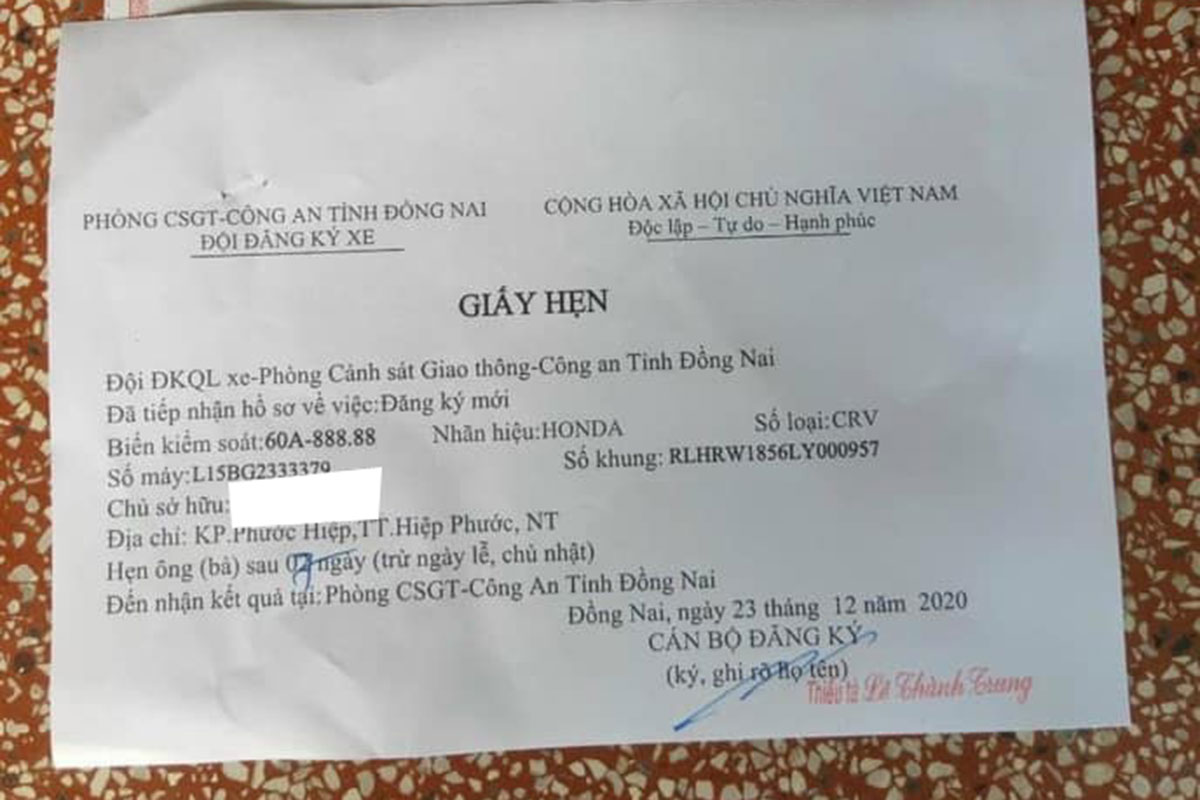 PHÒNG CSGT-CÔNG AN TỈNH ĐỒNG NAI
ĐỘI ĐĂNG KÝ XE
CỘNG HÒA XÃ HỘI CHỦ NGHĨA VIỆT NAM
Độc lập – Tự do – Hạnh phúc
GIẤY HẸN
Đội ĐKQL xe-Phòng Cảnh sát Giao thông-Công an Tỉnh Đồng Nai
Đã tiếp nhận hồ sơ về việc:Đăng ký mới
Biển kiểm soát:60A-888.88 Nhãn hiệu:HONDA Số loại:CRV
Số máy:L15BG2333379 Số khung: RLHRW1856LY000957
Chủ sở hữu:
Địa chỉ: KP.Phước Hiệp,TT.Hiệp Phước, NT
Hẹn ông (bà) sau ngày (trừ ngày lễ, chủ nhật)
Đến nhận kết quả tại:Phòng CSGT-Công An Tỉnh Đồng Nai
Đồng Nai, ngày 23 tháng 12 năm 2020
CÁN BỘ ĐĂNG KÝ
(ký, ghi rõ họ tên)
Thiếu tá Lê Thành Trung